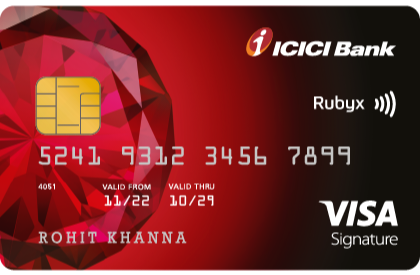 ICICI Bank
Rubyx
5241 9312 3456 7899
4051 VALID FROM VALID THRU
11/22 10/29
ROHIT KHANNA
VISA
Signature